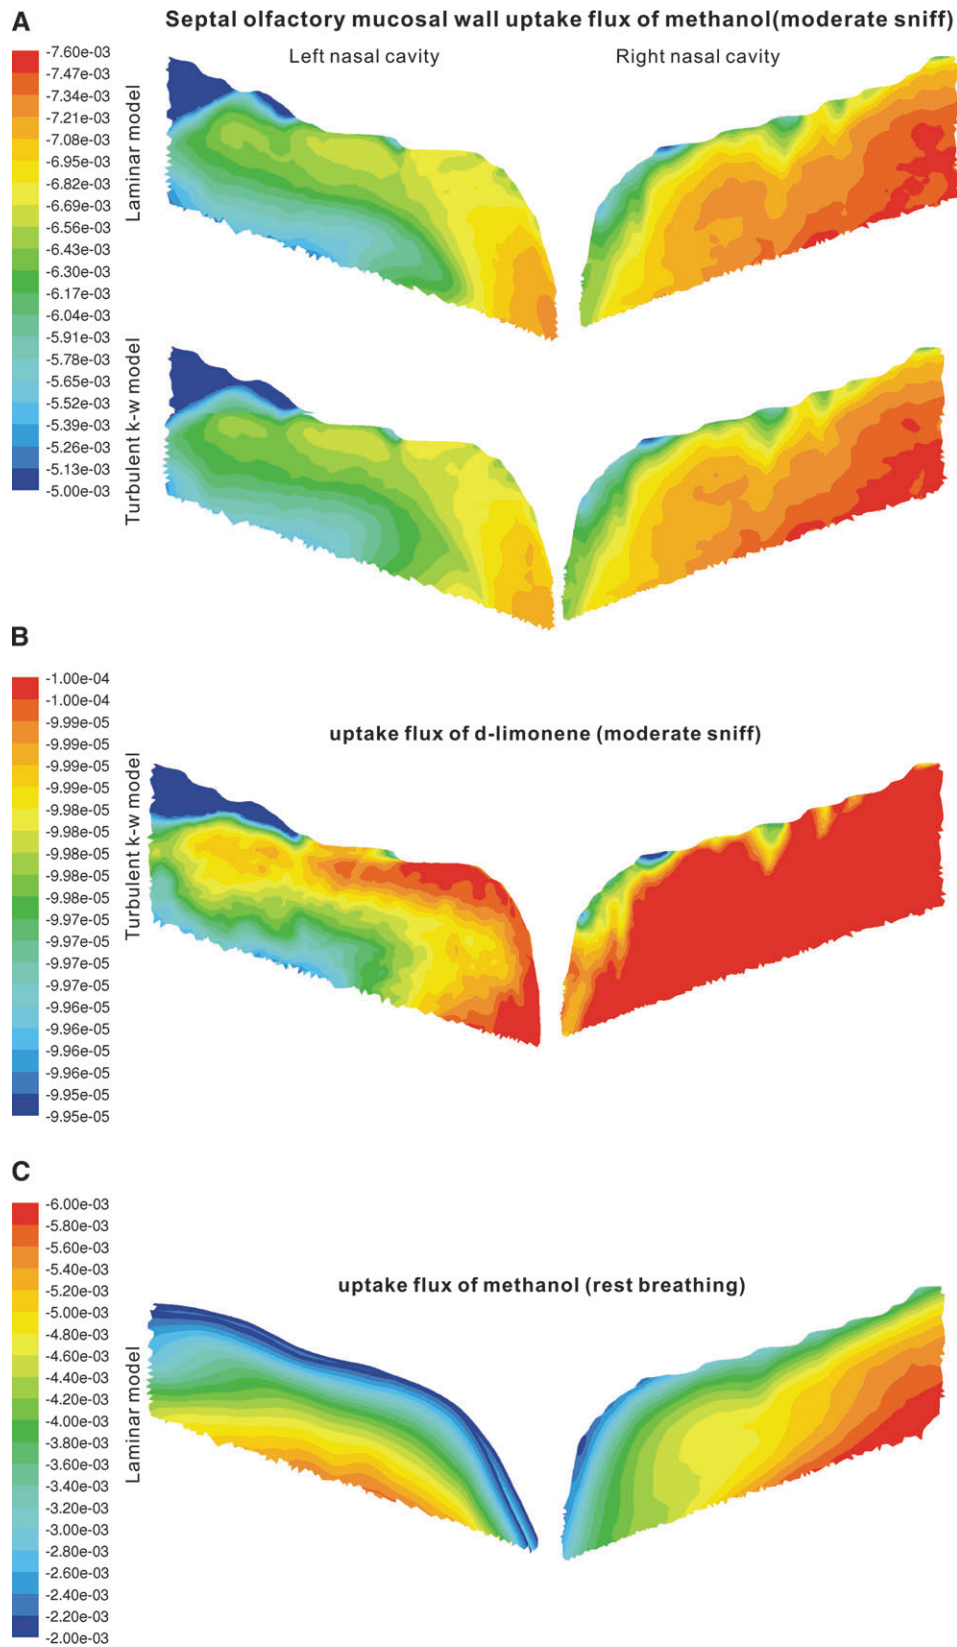 A
Septal olfactory mucosal wall uptake flux of methanol(moderate sniff)
Left nasal cavity
Right nasal cavity
-7.60e-03
-7.47e-03
-7.34e-03
-7.21e-03
-7.08e-03
-6.95e-03
-6.82e-03
-6.69e-03
-6.56e-03
-6.43e-03
-6.30e-03
-6.17e-03
-6.04e-03
-5.91e-03
-5.78e-03
-5.65e-03
-5.52e-03
-5.39e-03
-5.26e-03
-5.13e-03
-5.00e-03
Laminar model
Turbulent k-w model
B
uptake flux of d-limonene (moderate sniff)
-1.00e-04
-1.00e-04
-9.99e-05
-9.99e-05
-9.99e-05
-9.98e-05
-9.98e-05
-9.98e-05
-9.98e-05
-9.98e-05
-9.97e-05
-9.97e-05
-9.97e-05
-9.97e-05
-9.96e-05
-9.96e-05
-9.96e-05
-9.96e-05
-9.96e-05
-9.95e-05
-9.95e-05
Turbulent k-w model
C
uptake flux of methanol (rest breathing)
-6.00e-03
-5.80e-03
-5.60e-03
-5.20e-03
-5.00e-03
-4.80e-03
-4.60e-03
-4.20e-03
-4.00e-03
-3.80e-03
-3.40e-03
-3.20e-03
-3.00e-03
-2.80e-03
-2.60e-03
-2.40e-03
-2.20e-03
-2.00e-03
Laminar model